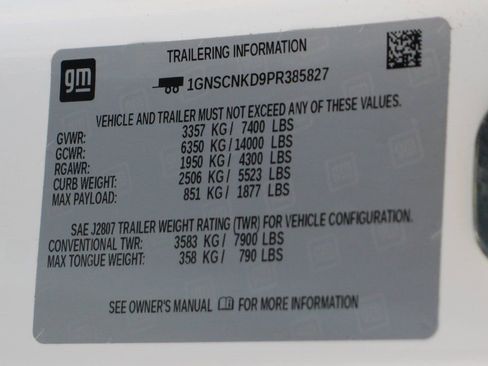 gm
TRAILERING INFORMATION
1GNSCNKD9PR385827
VEHICLE AND TRAILER MUST NOT EXCEED ANY OF THESE VALUES.
GVWR: 3357 KG / 7400 LBS
GCWR: 6350 KG / 14000 LBS
RGAWR: 1950 KG / 4300 LBS
CURB WEIGHT: 2506 KG / 5523 LBS
MAX PAYLOAD: 851 KG / 1877 LBS
SAE J2807 TRAILER WEIGHT RATING (TWR) FOR VEHICLE CONFIGURATION.
CONVENTIONAL TWR: 3583 KG / 7900 LBS
MAX TONGUE WEIGHT: 358 KG / 790 LBS
SEE OWNER'S MANUAL FOR MORE INFORMATION